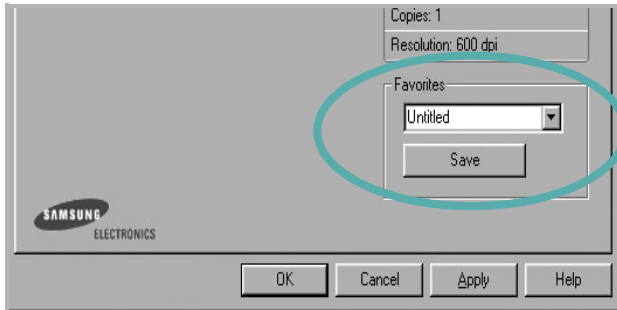 Copies: 1
Resolution: 600 dpi
Favorites
Untitled
Save
SAMSUNG
ELECTRONICS
OK Cancel Apply Help